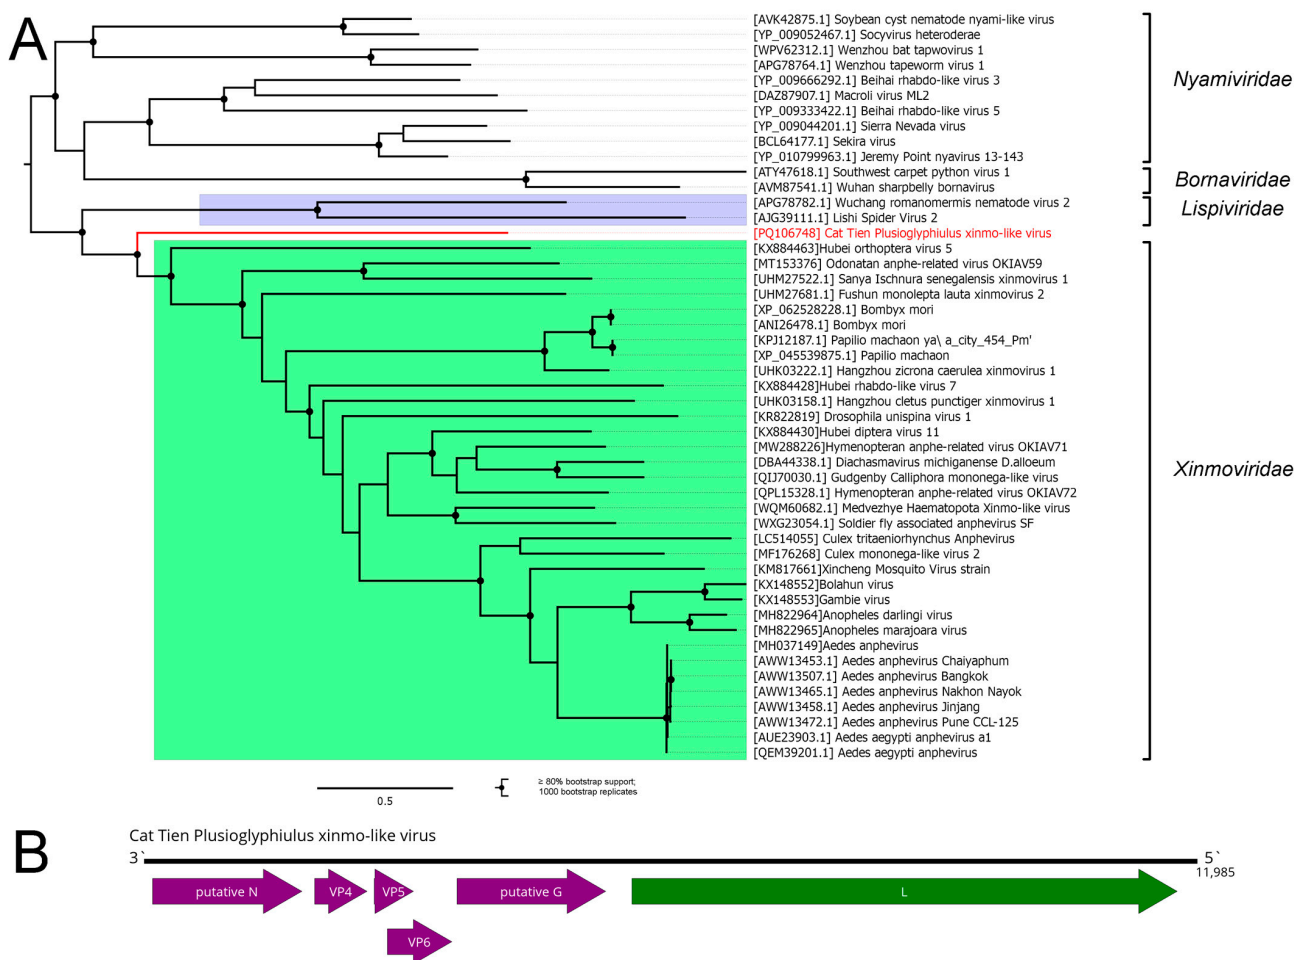 A
[AVK42875.1] Soybean cyst nematode nyami-like virus
[YP_009052467.1] Socyvirus heteroderae
[WPV62312.1] Wenzhou bat tapwovirus 1
[APG78764.1] Wenzhou tapeworm virus 1
[YP_009666292.1] Beihai rhabdo-like virus 3
[DAZ87907.1] Macroli virus ML2
[YP_009333422.1] Beihai rhabdo-like virus 5
[YP_009044201.1] Sierra Nevada virus
[BCL64177.1] Sekira virus
[YP_010799963.1] Jeremy Point nyavirus 13-143
Nyamiviridae
[ATY47618.1] Southwest carpet python virus 1
[AVM87541.1] Wuhan sharpbelly bornavirus
Bornaviridae
[APG78782.1] Wuchang romanomermis nematode virus 2
[AJG39111.1] Lishi Spider Virus 2
Lispiviridae
[PQ106748] Cat Tien Plusioglyphiulus xinmo-like virus
[KX884463] Hubei orthoptera virus 5
[MT153376] Odonatan anphe-related virus OKIAV59
[UHM27522.1] Sanya Ischnura senegalensis xinmovirus 1
[UHM27681.1] Fushun monolepta lauta xinmovirus 2
[XP_062528228.1] Bombyx mori
[ANI26478.1] Bombyx mori
[KPJ12187.1] Papilio machaon ya\ a_city_454_Pm'
[XP_045539875.1] Papilio machaon
[UHK03222.1] Hangzhou zicrona caerulea xinmovirus 1
[KX884428]Hubei rhabdo-like virus 7
[UHK03158.1] Hangzhou cletus punctiger xinmovirus 1
[KR822819] Drosophila unispina virus 1
[KX884430]Hubei diptera virus 11
[MW288226]Hymenopteran anphe-related virus OKIAV71
[DBA44338.1] Diachasmavirus michiganense D.alloeum
[QIJ70030.1] Gudgenby Calliphora mononega-like virus
[QPL15328.1] Hymenopteran anphe-related virus OKIAV72
[WQM60682.1] Medvezhye Haematopota Xinmo-like virus
[WXG23054.1] Soldier fly associated anphevirus SF
[LC514055] Culex tritaeniorhynchus Anphevirus
[MF176268] Culex mononega-like virus 2
[KM817661]Xincheng Mosquito Virus strain
[KX148552]Bolahun virus
[KX148553]Gambie virus
[MH822964]Anopheles darlingi virus
[MH822965]Anopheles marajoara virus
[MH037149]Aedes anphevirus
[AWW13453.1] Aedes anphevirus Chaiyaphum
[AWW13507.1] Aedes anphevirus Bangkok
[AWW13465.1] Aedes anphevirus Nakhon Nayok
[AWW13458.1] Aedes anphevirus Jinjang
[AWW13472.1] Aedes anphevirus Pune CCL-125
[AUE23903.1] Aedes aegypti anphevirus a1
[QEM39201.1] Aedes aegypti anphevirus
Xinmoviridae
0.5
≥ 80% bootstrap support;
1000 bootstrap replicates
B
Cat Tien Plusioglyphiulus xinmo-like virus
3` 5`
11,985
putative N VP4 VP5 putative G L
VP6